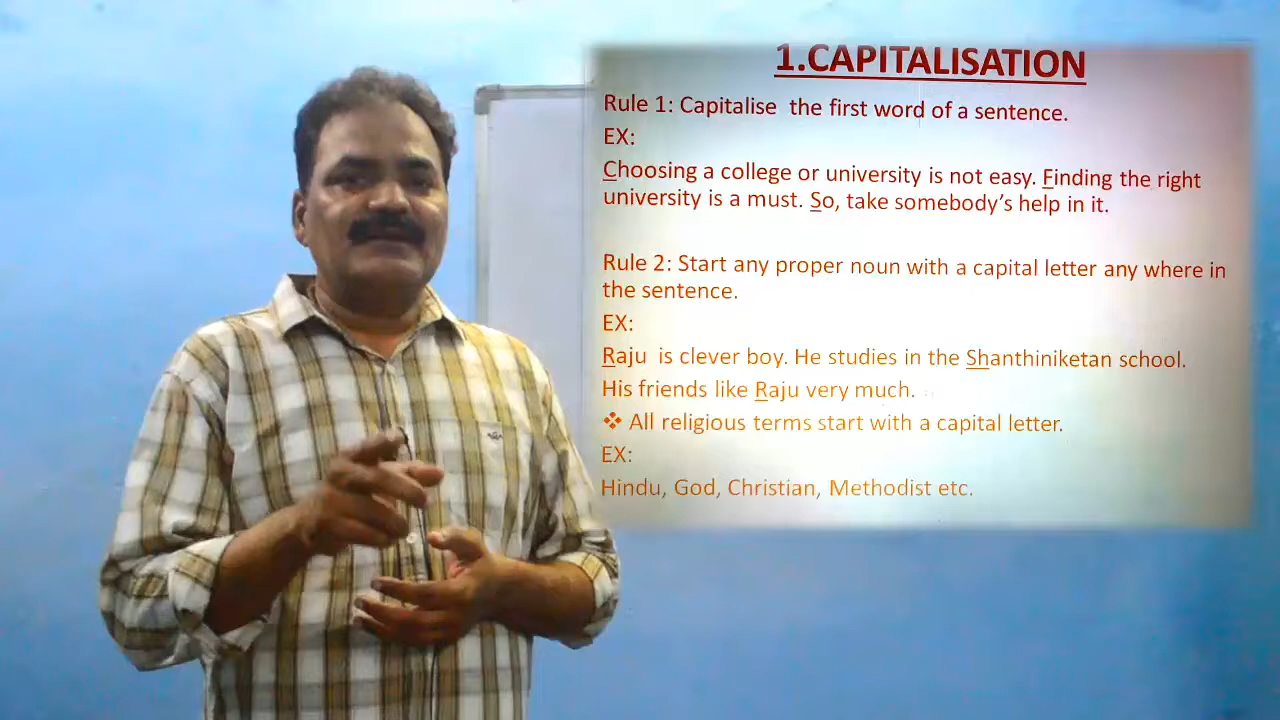 1.CAPITALISATION
Rule 1: Capitalise the first word of a sentence.
EX:
Choosing a college or university is not easy. Finding the right
university is a must. So, take somebody's help in it.
Rule 2: Start any proper noun with a capital letter any where in
the sentence.
EX:
Raju is clever boy. He studies in the Shanthiniketan school.
His friends like Raju very much.
❖ All religious terms start with a capital letter.
EX:
Hindu, God, Christian, Methodist etc.